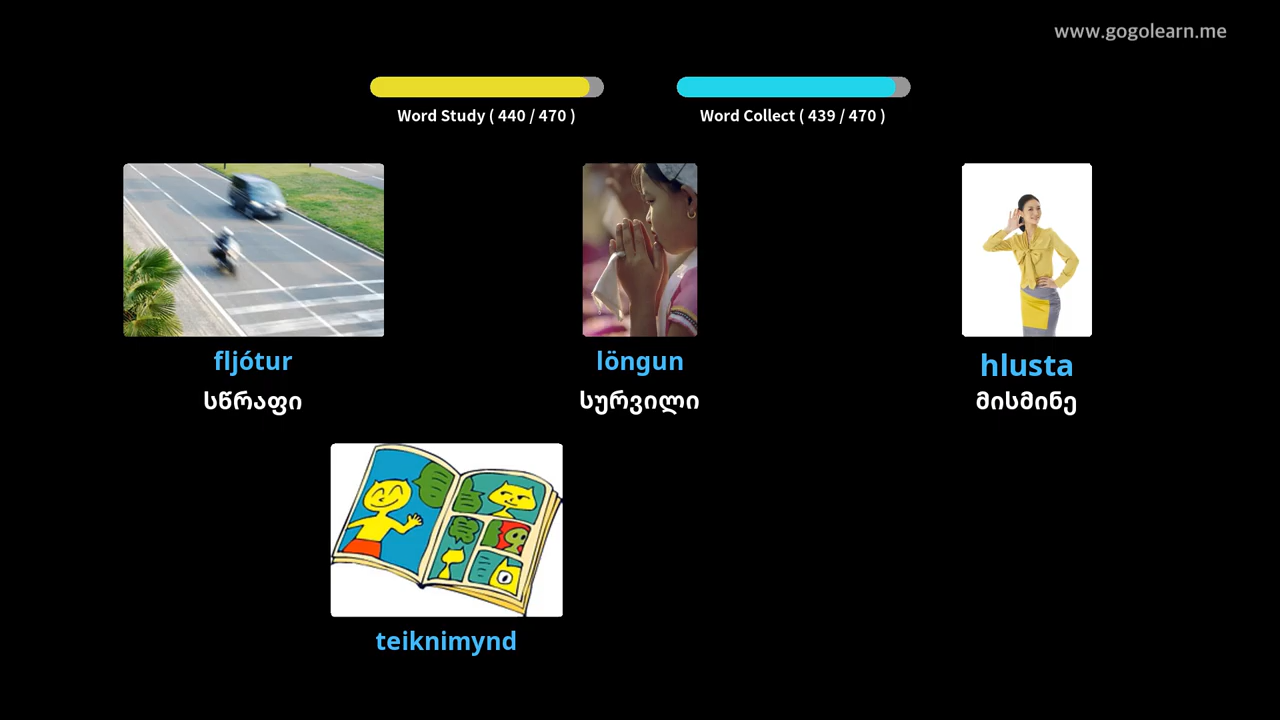 www.gogolearn.me
Word Study ( 440 / 470 )
Word Collect ( 439 / 470 )
fljótur
löngun
hlusta
სწრაფი
სურვილი
მისმინე
teiknimynd